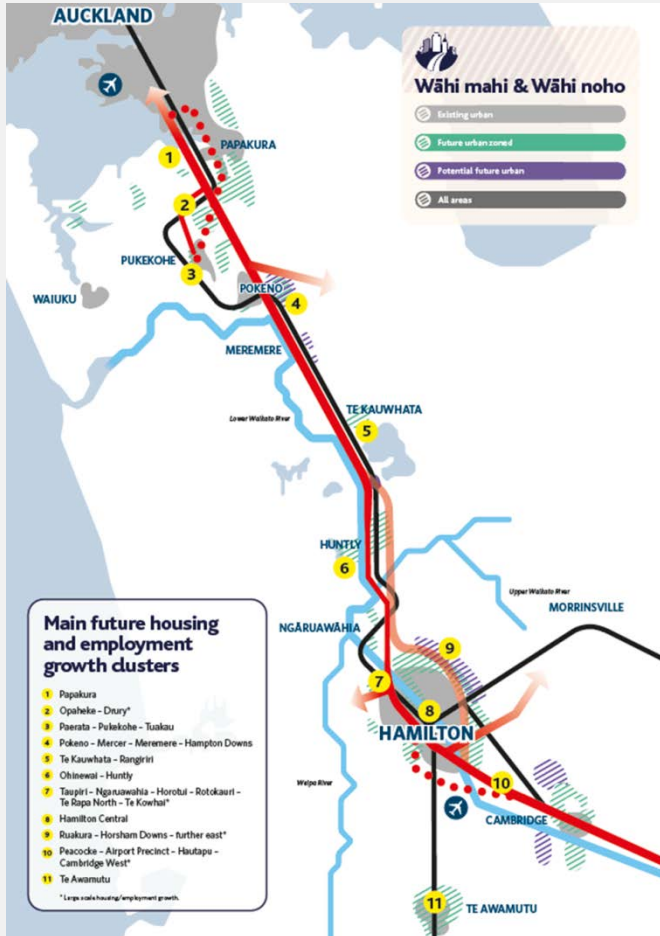 AUCKLAND
Wāhi mahi & Wāhi noho
Existing urban
Future urban zoned
Potential future urban
All areas
PAPAKURA
1
2
PUKEKOHE
3
WAIUKU
POKENO
4
MEREMERE
Lower Waikato River
TE KAUWHATA
5
HUNTLY
6
Upper Waikato River
MORRINSVILLE
NGĀRUAWĀHIA
9
7
8
HAMILTON
Waipa River
10
CAMBRIDGE
11
TE AWAMUTU
Main future housing
and employment
growth clusters
1 Papakura
2 Opaheke – Drury*
3 Paerata – Pukekohe – Tuakau
4 Pokeno – Mercer – Meremere – Hampton Downs
5 Te Kauwhata – Rangiriri
6 Ohinewai – Huntly
7 Taupiri – Ngaruawahia – Horotui – Rotokauri –
Te Rapa North – Te Kowhai*
8 Hamilton Central
9 Ruakura – Horsham Downs – further east*
10 Peacocke – Airport Precinct – Hautapu –
Cambridge West*
11 Te Awamutu
* Large scale housing/employment growth.